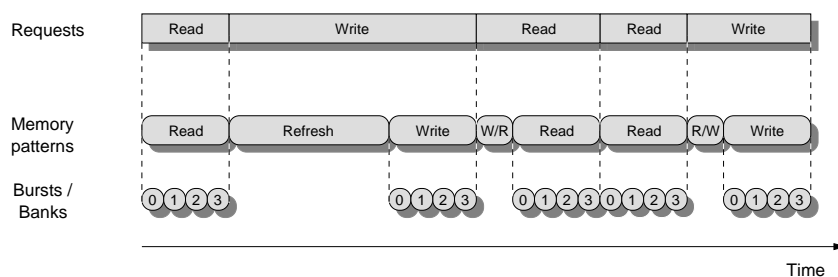 Requests Read Write Read Read Write
Memory patterns Read Refresh Write W/R Read Read R/W Write
Bursts / Banks 0 1 2 3 0 1 2 3 0 1 2 3 0 1 2 3 0 1 2 3
Time